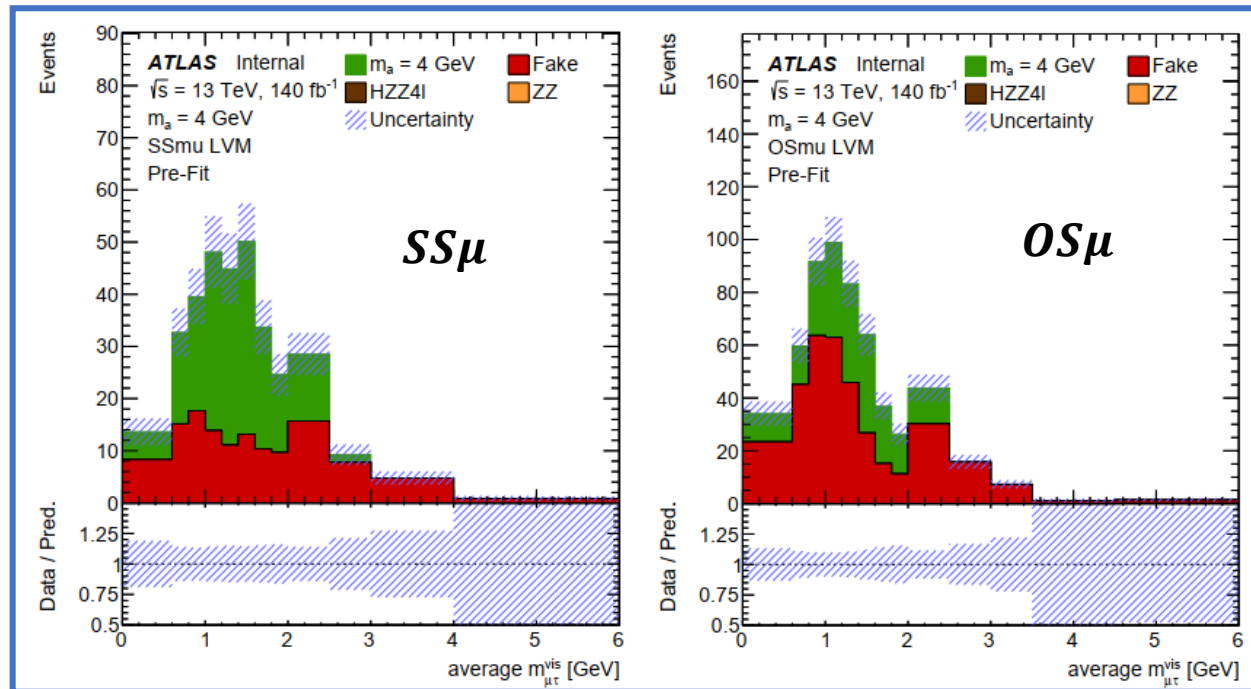 Events
90
80
70
60
50
40
30
20
10
0
ATLAS Internal
√s = 13 TeV, 140 fb⁻¹
m_a = 4 GeV
SSmu LVM
Pre-Fit
m_a = 4 GeV
Fake
HZZ4l
ZZ
Uncertainty
SSμ
Data / Pred.
1.25
1
0.75
0.5
0 1 2 3 4 5 6
average m_μτ^vis [GeV]
Events
160
140
120
100
80
60
40
20
0
ATLAS Internal
√s = 13 TeV, 140 fb⁻¹
m_a = 4 GeV
OSmu LVM
Pre-Fit
m_a = 4 GeV
Fake
HZZ4l
ZZ
Uncertainty
OSμ
Data / Pred.
1.25
1
0.75
0.5
0 1 2 3 4 5 6
average m_μτ^vis [GeV]